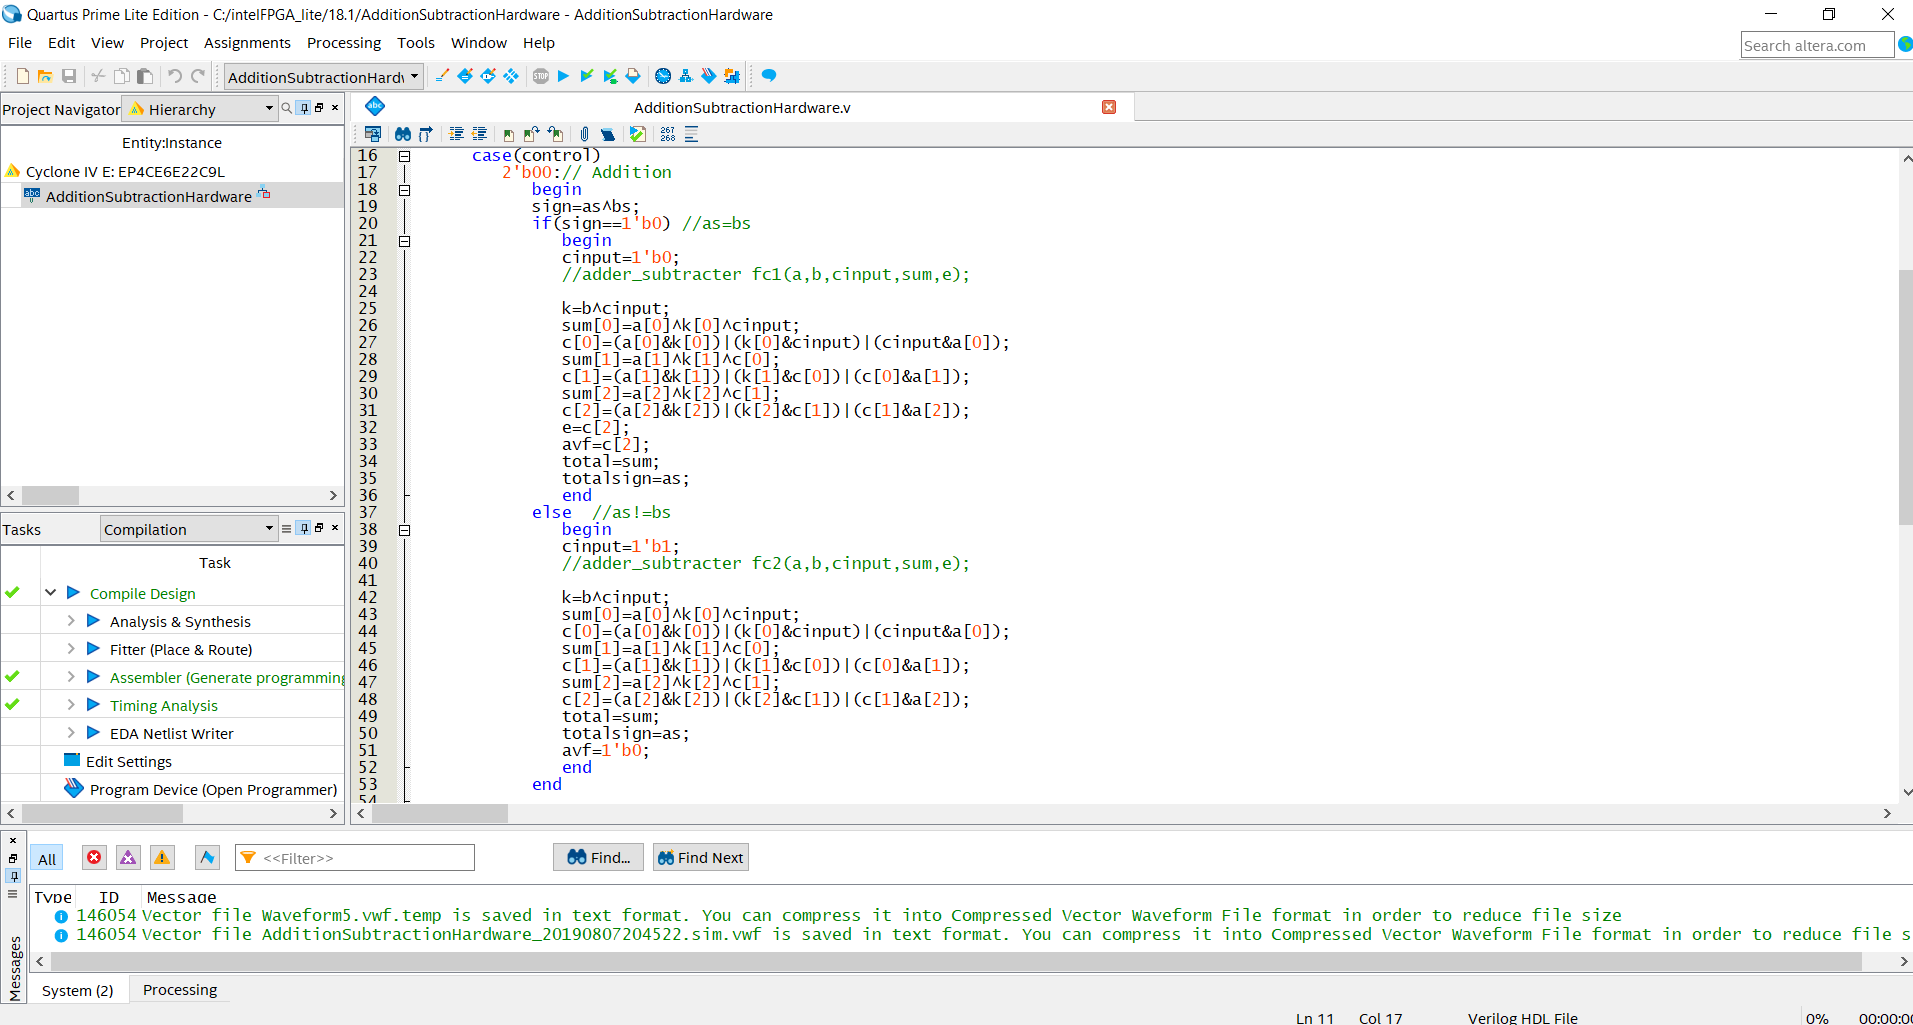 Quartus Prime Lite Edition - C:/intelFPGA_lite/18.1/AdditionSubtractionHardware - AdditionSubtractionHardware
File Edit View Project Assignments Processing Tools Window Help
Search altera.com
AdditionSubtractionHardw
Project Navigator Hierarchy
AdditionSubtractionHardware.v
Entity:Instance
Cyclone IV E: EP4CE6E22C9L
AdditionSubtractionHardware
267
268
16 case(control)
17 2'b00:// Addition
18 begin
19 sign=as^bs;
20 if(sign==1'b0) //as=bs
21 begin
22 cinput=1'b0;
23 //adder_subtracter fc1(a,b,cinput,sum,e);
24
25 k=b^cinput;
26 sum[0]=a[0]^k[0]^cinput;
27 c[0]=(a[0]&k[0])|(k[0]&cinput)|(cinput&a[0]);
28 sum[1]=a[1]^k[1]^c[0];
29 c[1]=(a[1]&k[1])|(k[1]&c[0])|(c[0]&a[1]);
30 sum[2]=a[2]^k[2]^c[1];
31 c[2]=(a[2]&k[2])|(k[2]&c[1])|(c[1]&a[2]);
32 e=c[2];
33 avf=c[2];
34 total=sum;
35 totalsign=as;
36 end
37 else //as!=bs
38 begin
39 cinput=1'b1;
40 //adder_subtracter fc2(a,b,cinput,sum,e);
41
42 k=b^cinput;
43 sum[0]=a[0]^k[0]^cinput;
44 c[0]=(a[0]&k[0])|(k[0]&cinput)|(cinput&a[0]);
45 sum[1]=a[1]^k[1]^c[0];
46 c[1]=(a[1]&k[1])|(k[1]&c[0])|(c[0]&a[1]);
47 sum[2]=a[2]^k[2]^c[1];
48 c[2]=(a[2]&k[2])|(k[2]&c[1])|(c[1]&a[2]);
49 total=sum;
50 totalsign=as;
51 avf=1'b0;
52 end
53 end
54
Tasks Compilation
Task
Compile Design
Analysis & Synthesis
Fitter (Place & Route)
Assembler (Generate programming
Timing Analysis
EDA Netlist Writer
Edit Settings
Program Device (Open Programmer)
All <<Filter>> Find... Find Next
Type ID Message
146054 Vector file Waveform5.vwf.temp is saved in text format. You can compress it into Compressed Vector Waveform File format in order to reduce file size
146054 Vector file AdditionSubtractionHardware_20190807204522.sim.vwf is saved in text format. You can compress it into Compressed Vector Waveform File format in order to reduce file s
Messages
System (2) Processing
Ln 11 Col 17 Verilog HDL File 0% 00:00:00